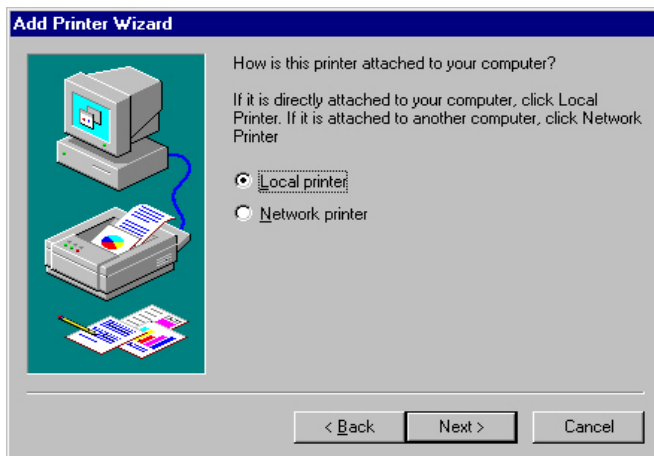 Add Printer Wizard
How is this printer attached to your computer?
If it is directly attached to your computer, click Local
Printer. If it is attached to another computer, click Network
Printer
Local printer
Network printer
< Back
Next >
Cancel